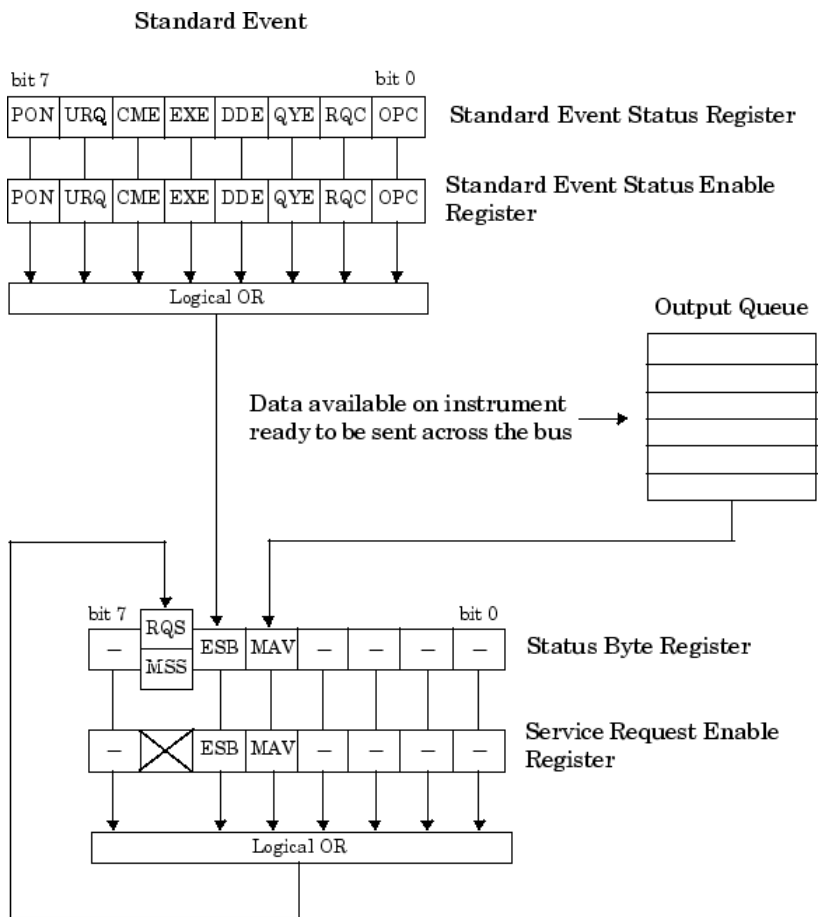 Standard Event
bit 7 bit 0
PON URQ CME EXE DDE QYE RQC OPC
Standard Event Status Register
PON URQ CME EXE DDE QYE RQC OPC
Standard Event Status Enable
Register
Logical OR
Output Queue
Data available on instrument
ready to be sent across the bus
bit 7 bit 0
– RQS MSS ESB MAV – – – –
Status Byte Register
– ESB MAV – – – –
Service Request Enable
Register
Logical OR